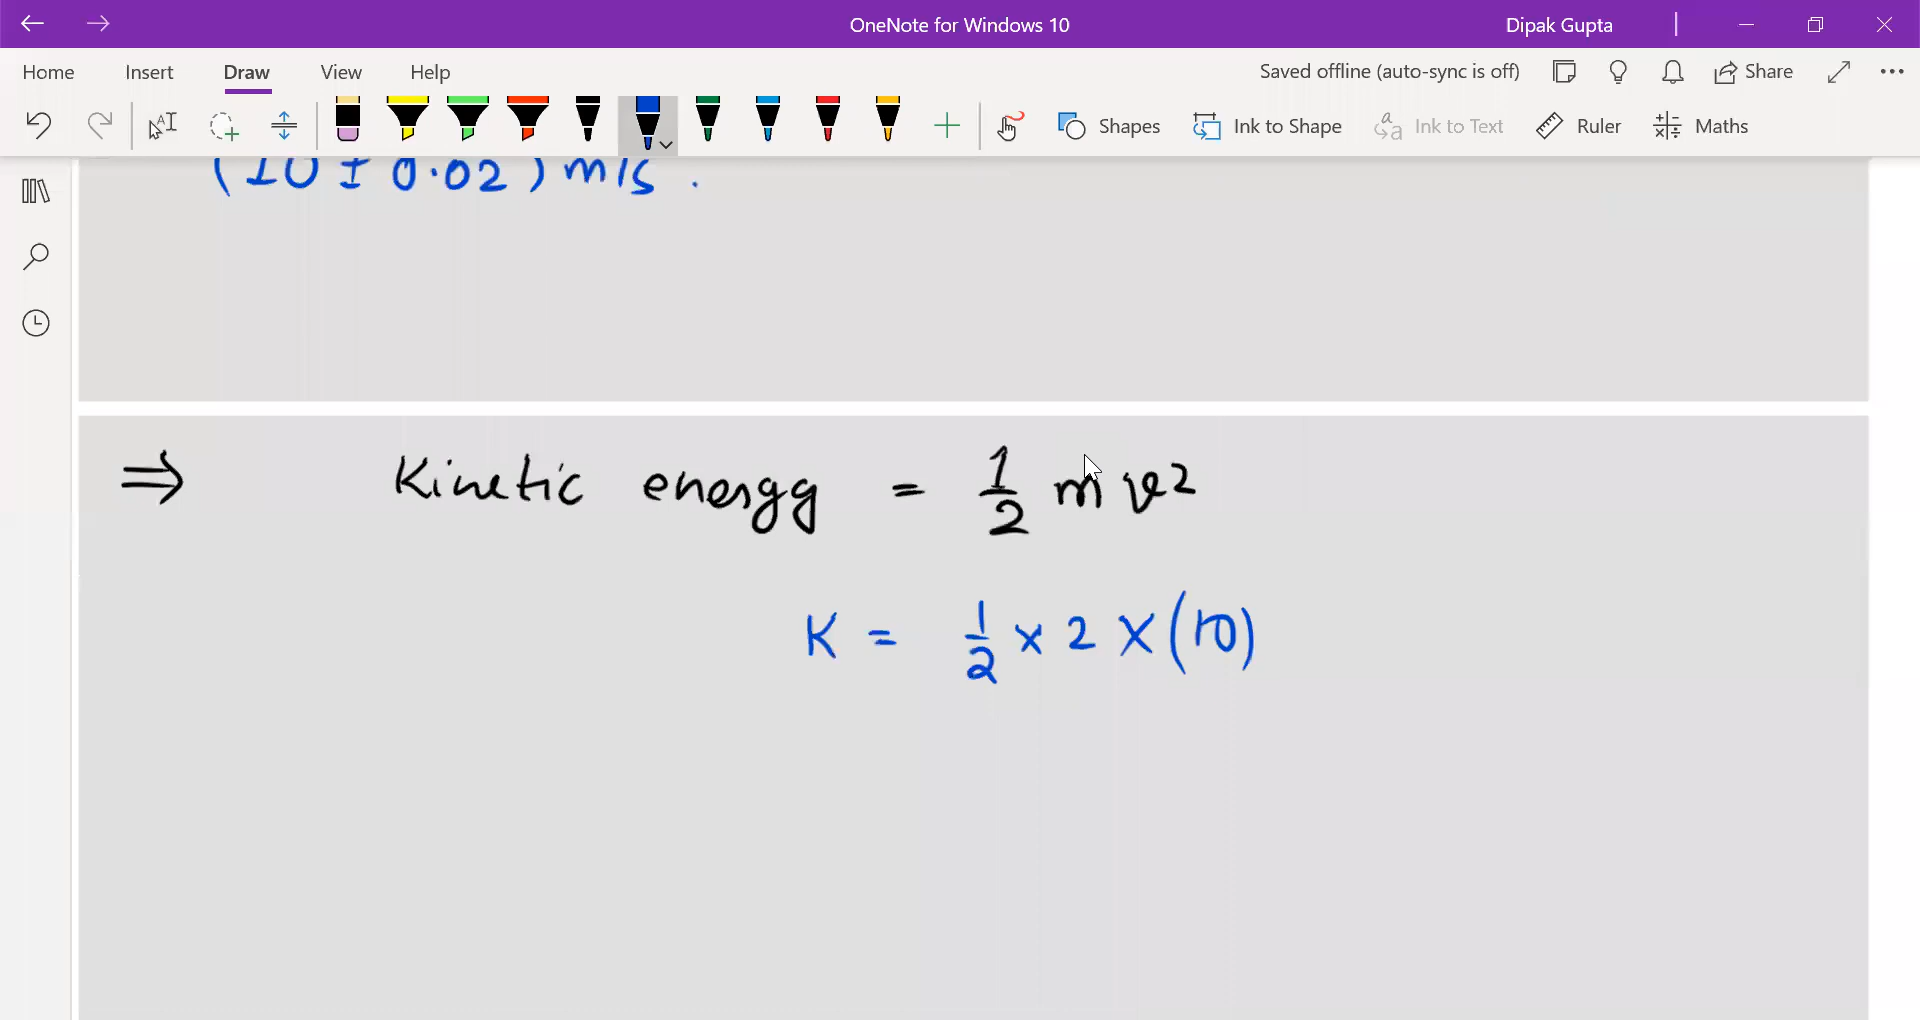 OneNote for Windows 10 Dipak Gupta
Home Insert Draw View Help Saved offline (auto-sync is off) Share
Shapes Ink to Shape Ink to Text Ruler Maths
(10 ± 0.02) m/s .
⇒ Kinetic energy = 1/2 m v²
K = 1/2 × 2 × (10)